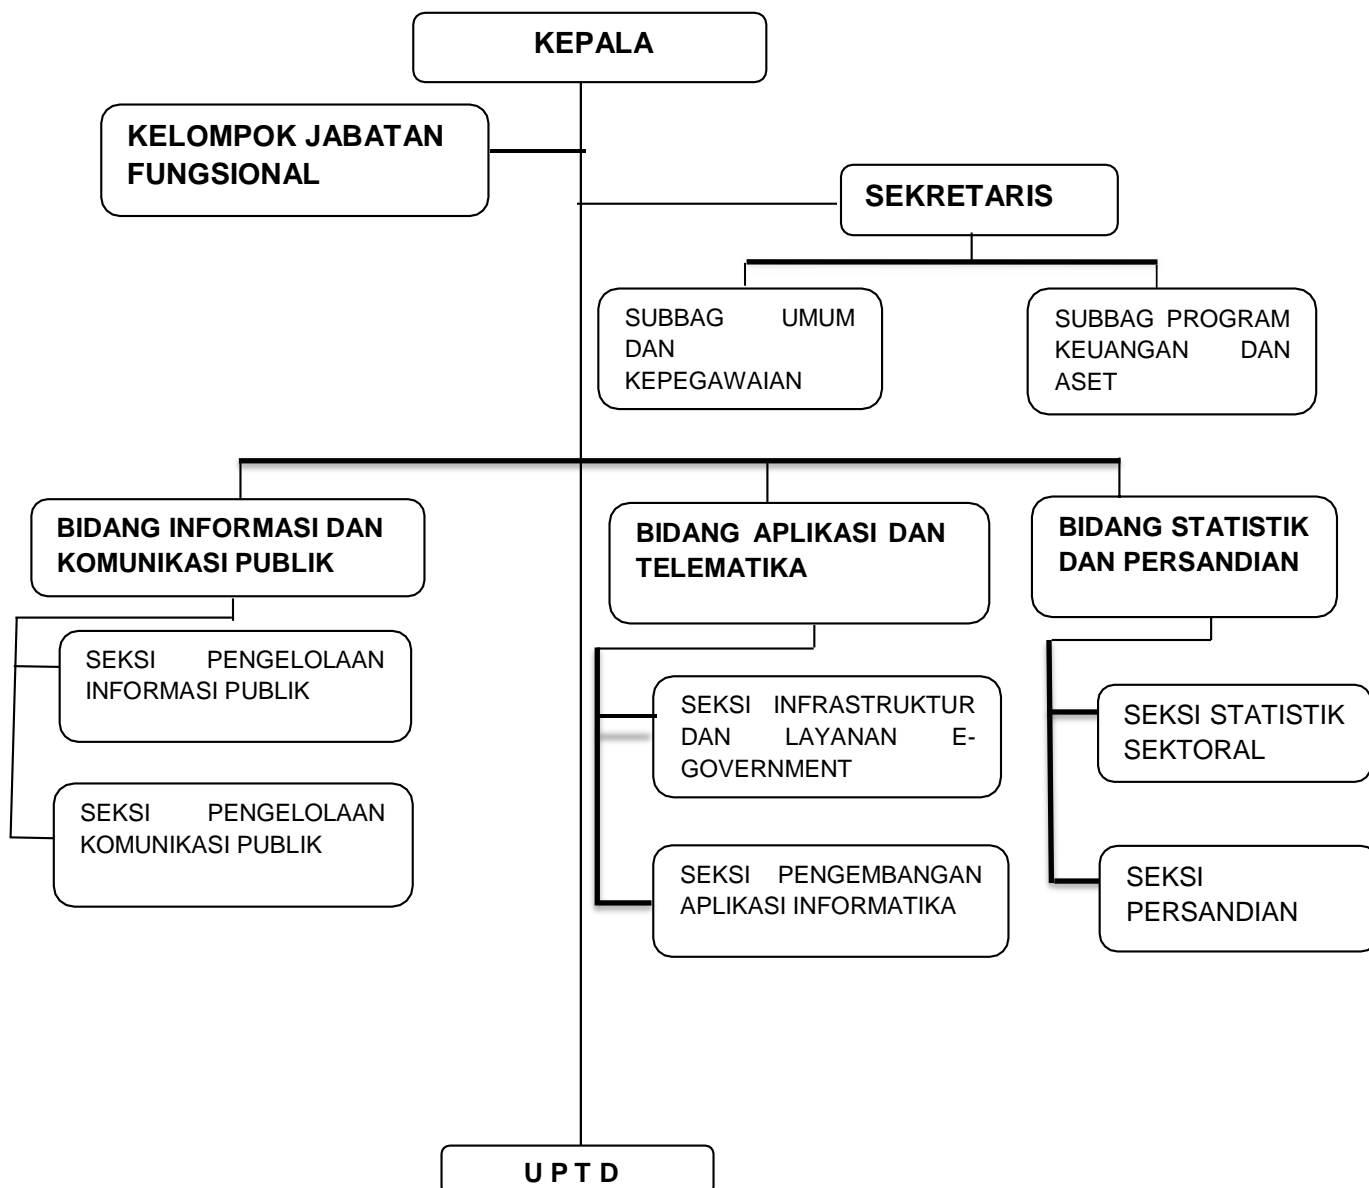 KEPALA
KELOMPOK JABATAN
FUNGSIONAL
SEKRETARIS
SUBBAG UMUM
DAN
KEPEGAWAIAN
SUBBAG PROGRAM
KEUANGAN DAN
ASET
BIDANG INFORMASI DAN
KOMUNIKASI PUBLIK
BIDANG APLIKASI DAN
TELEMATIKA
BIDANG STATISTIK
DAN PERSANDIAN
SEKSI PENGELOLAAN
INFORMASI PUBLIK
SEKSI PENGELOLAAN
KOMUNIKASI PUBLIK
SEKSI INFRASTRUKTUR
DAN LAYANAN E-
GOVERNMENT
SEKSI PENGEMBANGAN
APLIKASI INFORMATIKA
SEKSI STATISTIK
SEKTORAL
SEKSI
PERSANDIAN
U P T D